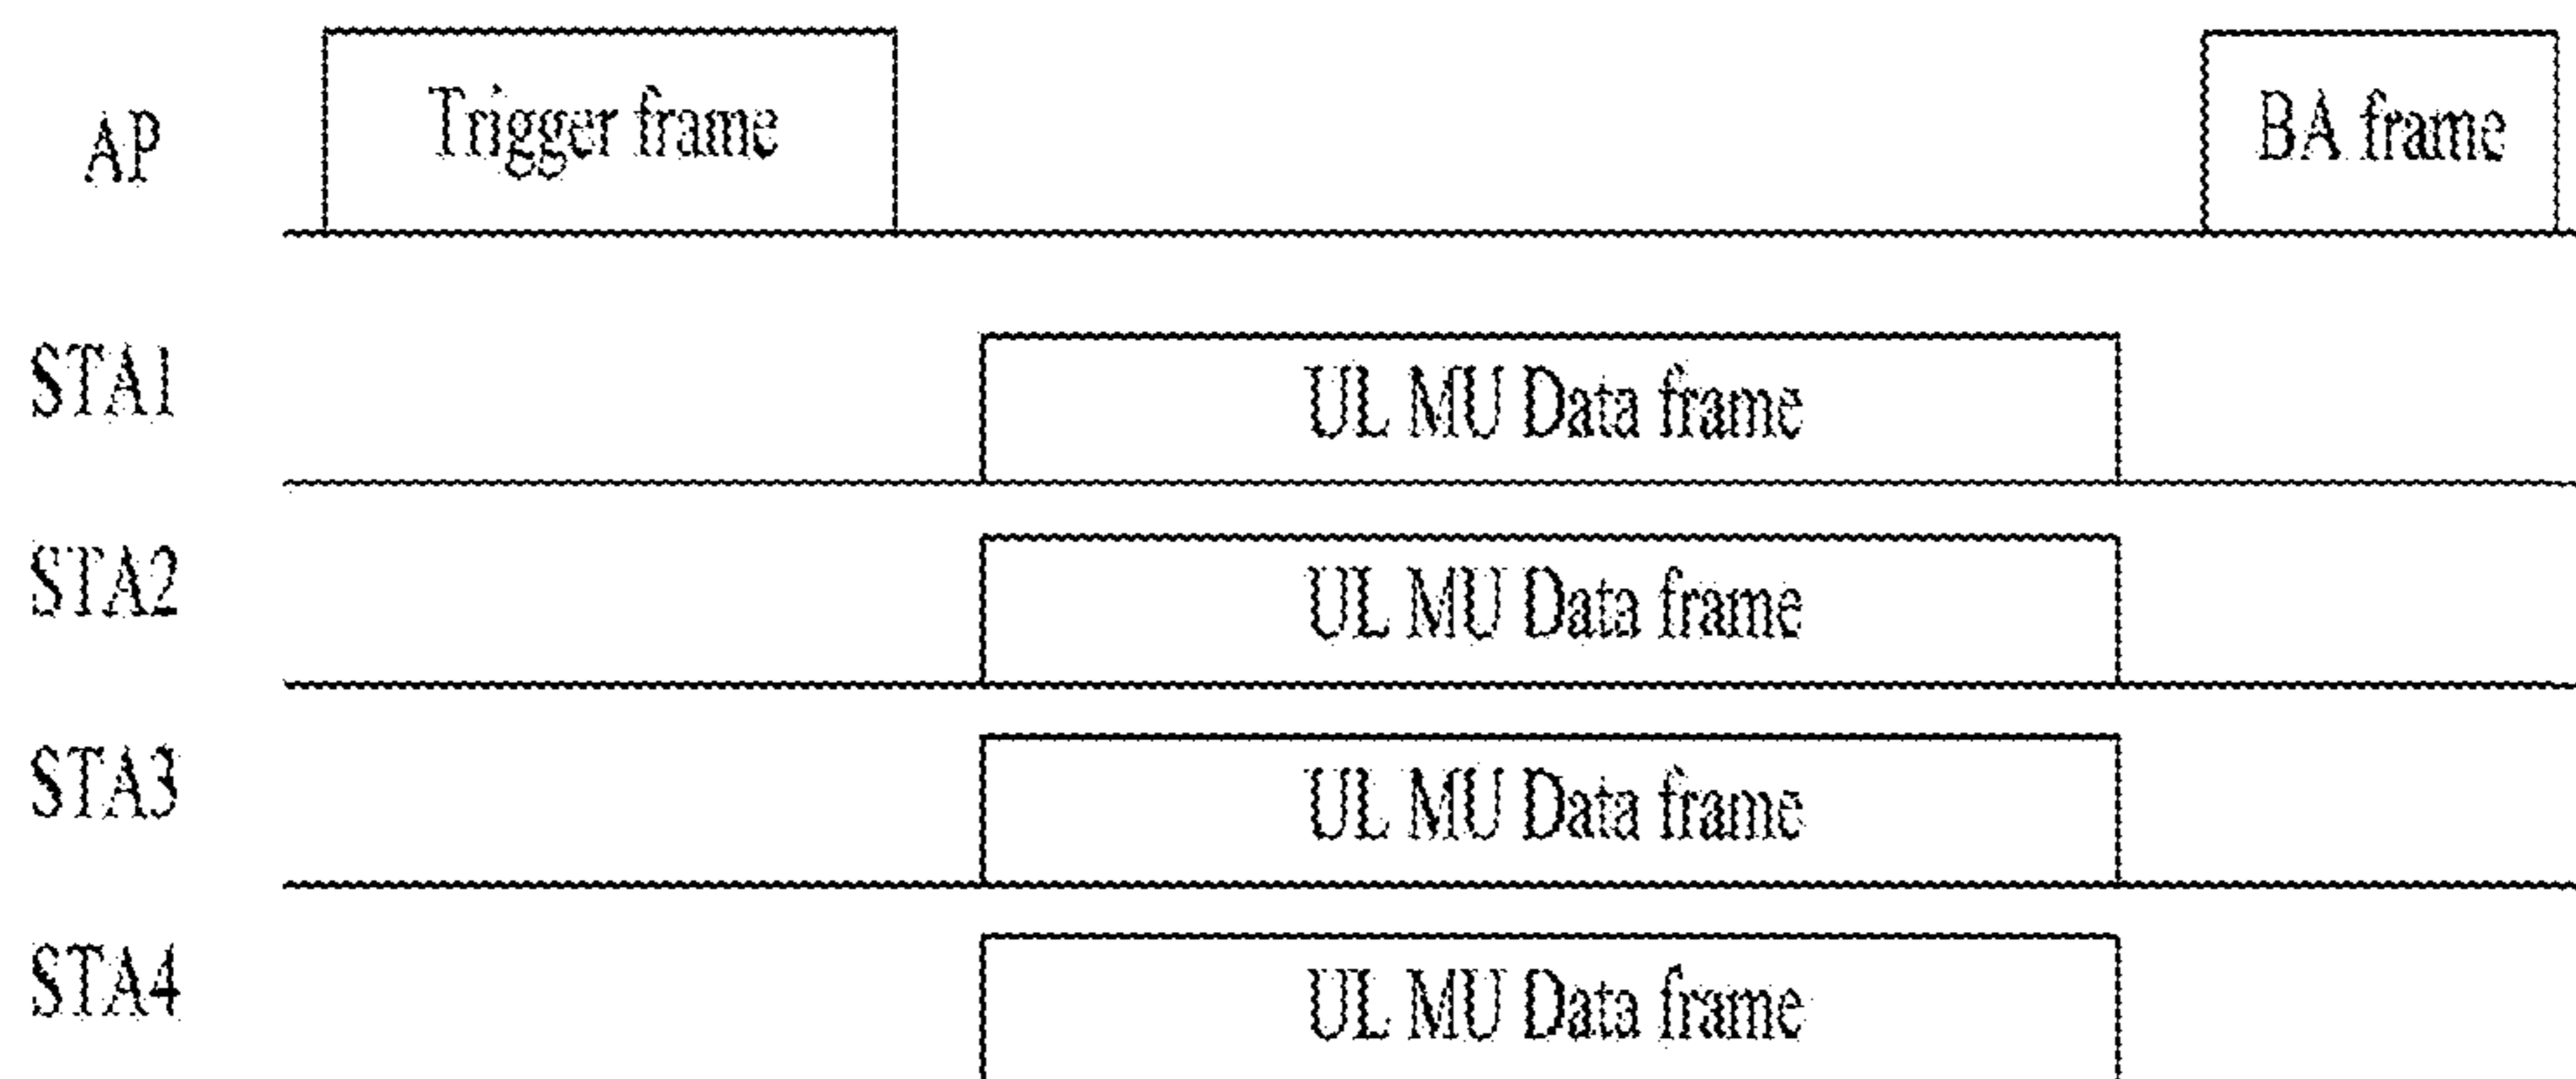 AP Trigger frame BA frame
STA1 UL MU Data frame
STA2 UL MU Data frame
STA3 UL MU Data frame
STA4 UL MU Data frame